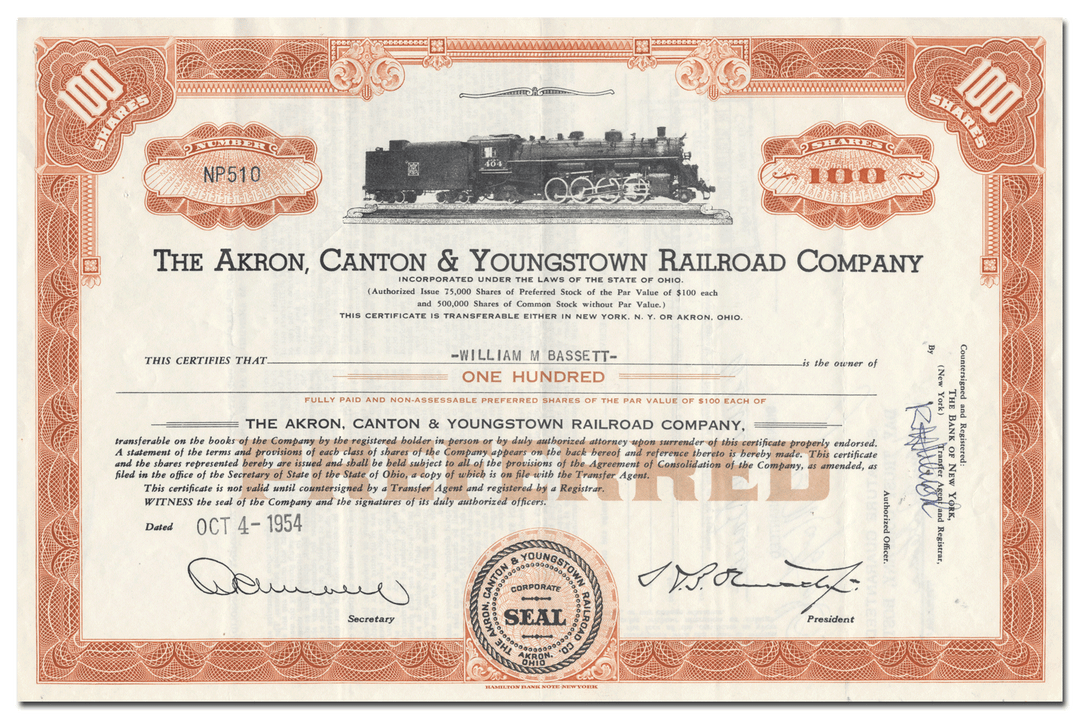 100 SHARES
100 SHARES
NUMBER
NP510
404
SHARES
100
THE AKRON, CANTON & YOUNGSTOWN RAILROAD COMPANY
INCORPORATED UNDER THE LAWS OF THE STATE OF OHIO.
(Authorized Issue 75,000 Shares of Preferred Stock of the Par Value of $100 each
and 500,000 Shares of Common Stock without Par Value.)
THIS CERTIFICATE IS TRANSFERABLE EITHER IN NEW YORK, N. Y. OR AKRON, OHIO.
THIS CERTIFIES THAT -WILLIAM M BASSETT- is the owner of
ONE HUNDRED
FULLY PAID AND NON-ASSESSABLE PREFERRED SHARES OF THE PAR VALUE OF $100 EACH OF
THE AKRON, CANTON & YOUNGSTOWN RAILROAD COMPANY,
transferable on the books of the Company by the registered holder in person or by duly authorized attorney upon surrender of this certificate properly endorsed.
A statement of the terms and provisions of each class of shares of the Company appears on the back hereof and reference thereto is hereby made. This certificate
and the shares represented hereby are issued and shall be held subject to all of the provisions of the Agreement of Consolidation of the Company, as amended, as
filed in the office of the Secretary of State of the State of Ohio, a copy of which is on file with the Transfer Agent.
This certificate is not valid until countersigned by a Transfer Agent and registered by a Registrar.
WITNESS the seal of the Company and the signatures of its duly authorized officers.
PREFERRED
Dated OCT 4 - 1954
Secretary
THE AKRON, CANTON & YOUNGSTOWN RAILROAD CO.
CORPORATE
SEAL
AKRON, OHIO
President
Countersigned and Registered:
THE BANK OF NEW YORK,
(New York) Transfer Agent and Registrar,
By
Authorized Officer.
HAMILTON BANK NOTE NEW YORK